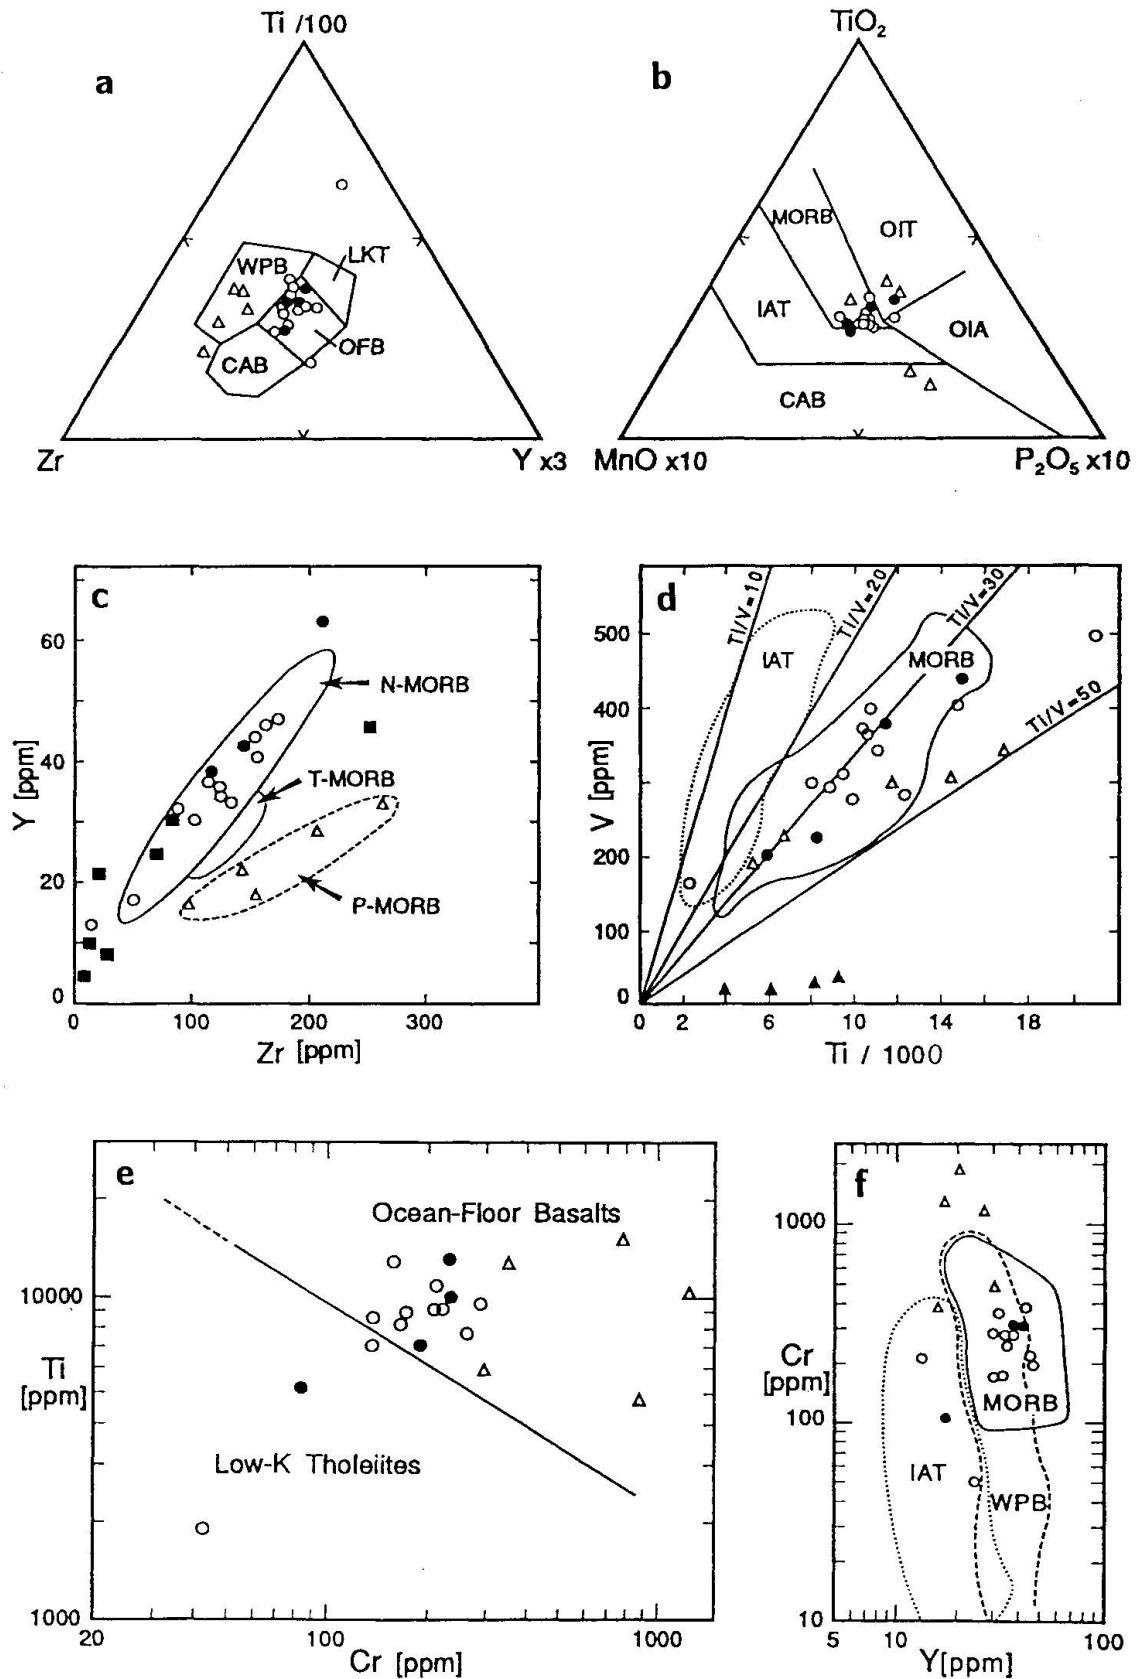 Ti /100
a
WPB
LKT
OFB
CAB
Zr
Y x3
TiO₂
b
MORB
OIT
IAT
OIA
CAB
MnO x10
P₂O₅ x10
c
60
40
20
0
Y [ppm]
N-MORB
T-MORB
P-MORB
0 100 200 300
Zr [ppm]
d
Ti/V=10
Ti/V=20
Ti/V=30
Ti/V=50
IAT
MORB
500
400
300
200
100
0
V [ppm]
0 2 6 10 14 18
Ti / 1000
e
Ocean-Floor Basalts
10000
Ti
[ppm]
Low-K Tholeiites
1000
20 100 1000
Cr [ppm]
f
1000
Cr
[ppm]
100
MORB
IAT
WPB
10
5 10 100
Y[ppm]